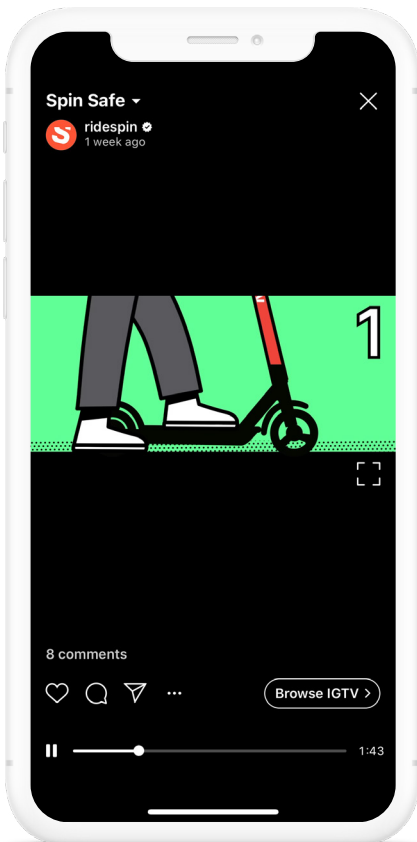 Spin Safe
ridespin
1 week ago
1
8 comments
Browse IGTV >
1:43